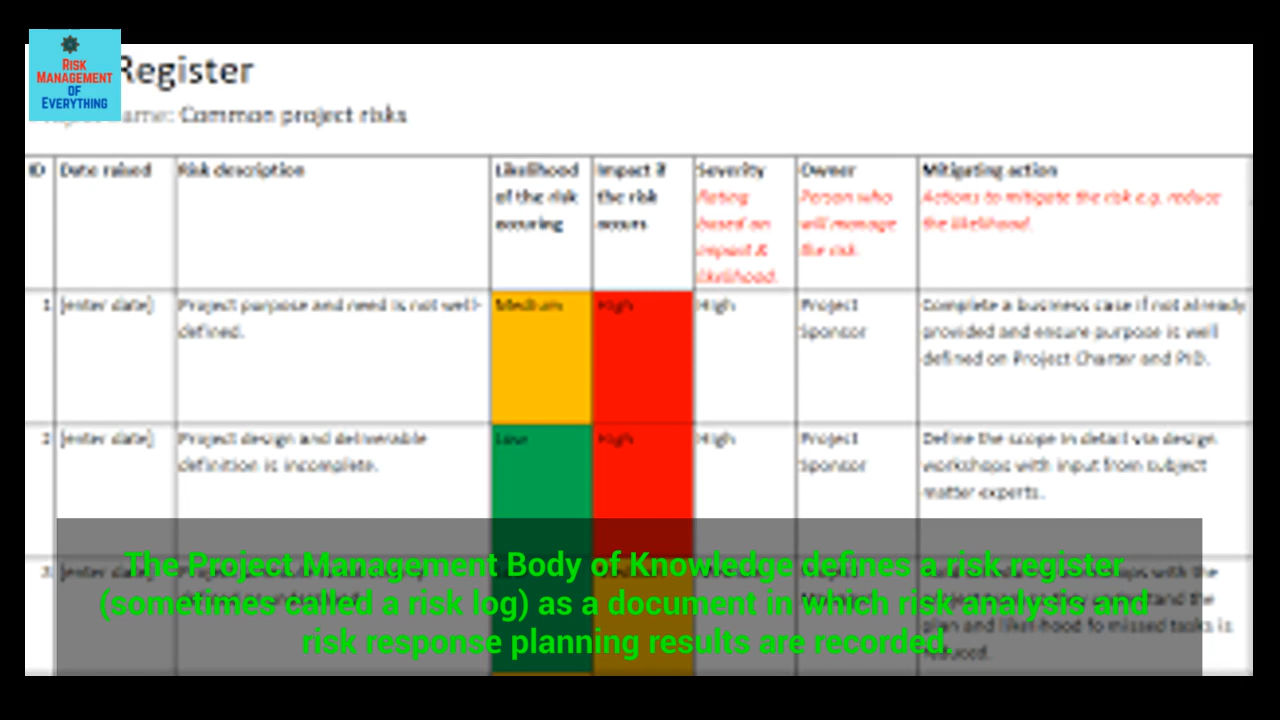 RISK
MANAGEMENT
OF
EVERYTHING
Register
Name: Common project risks
ID Date raised Risk description Likelihood of the risk occuring Impact if the risk occurs Severity Rating based on impact & likelihood. Owner Person who will manage the risk. Mitigating action Actions to mitigate the risk e.g. reduce the likelihood.
1 [enter date] Project purpose and need is not well-defined. Medium High High Project Sponsor Complete a business case if not already provided and ensure purpose is well defined on Project Charter and PID.
2 [enter date] Project design and deliverable definition is incomplete. Low High High Project Sponsor Define the scope in detail via design workshops with input from subject matter experts.
3 [enter date]
The Project Management Body of Knowledge defines a risk register
(sometimes called a risk log) as a document in which risk analysis and
risk response planning results are recorded.